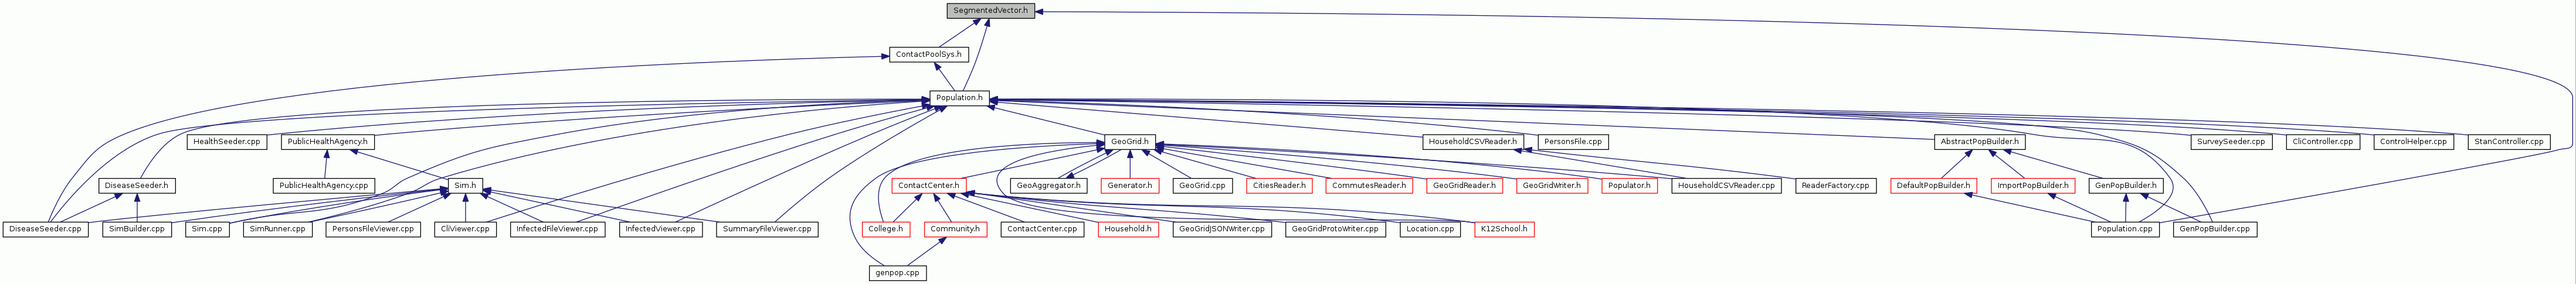 SegmentedVector.h
ContactPoolSys.h
Population.h
HealthSeeder.cpp
PublicHealthAgency.h
GeoGrid.h
HouseholdCSVReader.h
PersonsFile.cpp
AbstractPopBuilder.h
SurveySeeder.cpp
CliController.cpp
ControlHelper.cpp
StanController.cpp
DiseaseSeeder.h
PublicHealthAgency.cpp
Sim.h
ContactCenter.h
GeoAggregator.h
Generator.h
GeoGrid.cpp
CitiesReader.h
CommutesReader.h
GeoGridReader.h
GeoGridWriter.h
Populator.h
HouseholdCSVReader.cpp
ReaderFactory.cpp
DefaultPopBuilder.h
ImportPopBuilder.h
GenPopBuilder.h
DiseaseSeeder.cpp
SimBuilder.cpp
Sim.cpp
SimRunner.cpp
PersonsFileViewer.cpp
CliViewer.cpp
InfectedFileViewer.cpp
InfectedViewer.cpp
SummaryFileViewer.cpp
College.h
Community.h
ContactCenter.cpp
Household.h
GeoGridJSONWriter.cpp
GeoGridProtoWriter.cpp
Location.cpp
K12School.h
Population.cpp
GenPopBuilder.cpp
genpop.cpp